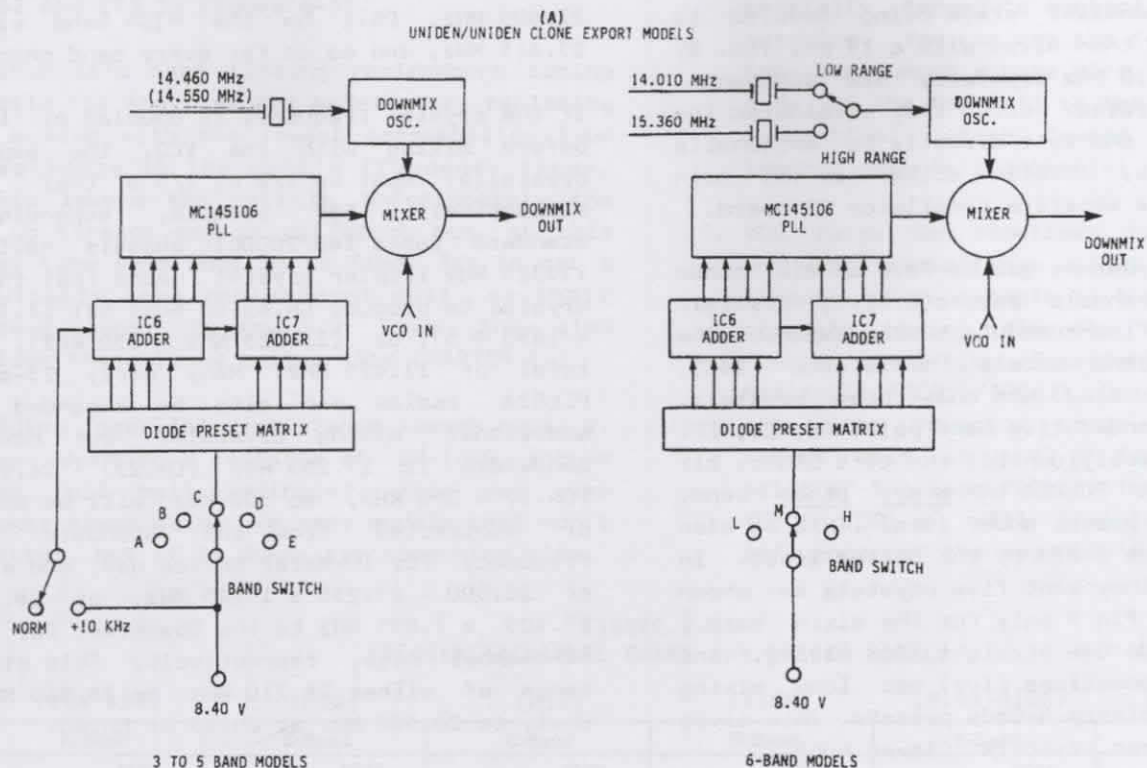 (A)
UNIDEN/UNIDEN CLONE EXPORT MODELS
14.460 MHz
(14.550 MHz)
DOWNMIX
OSC.
MC145106
PLL
MIXER
DOWNMIX
OUT
IC6
ADDER
IC7
ADDER
VCO IN
DIODE PRESET MATRIX
A
B
C
D
E
BAND SWITCH
NORM
+10 KHz
8.40 V
3 TO 5 BAND MODELS
14.010 MHz
15.360 MHz
LOW RANGE
HIGH RANGE
DOWNMIX
OSC.
MC145106
PLL
MIXER
DOWNMIX
OUT
IC6
ADDER
IC7
ADDER
VCO IN
DIODE PRESET MATRIX
L
M
H
BAND SWITCH
8.40 V
6-BAND MODELS